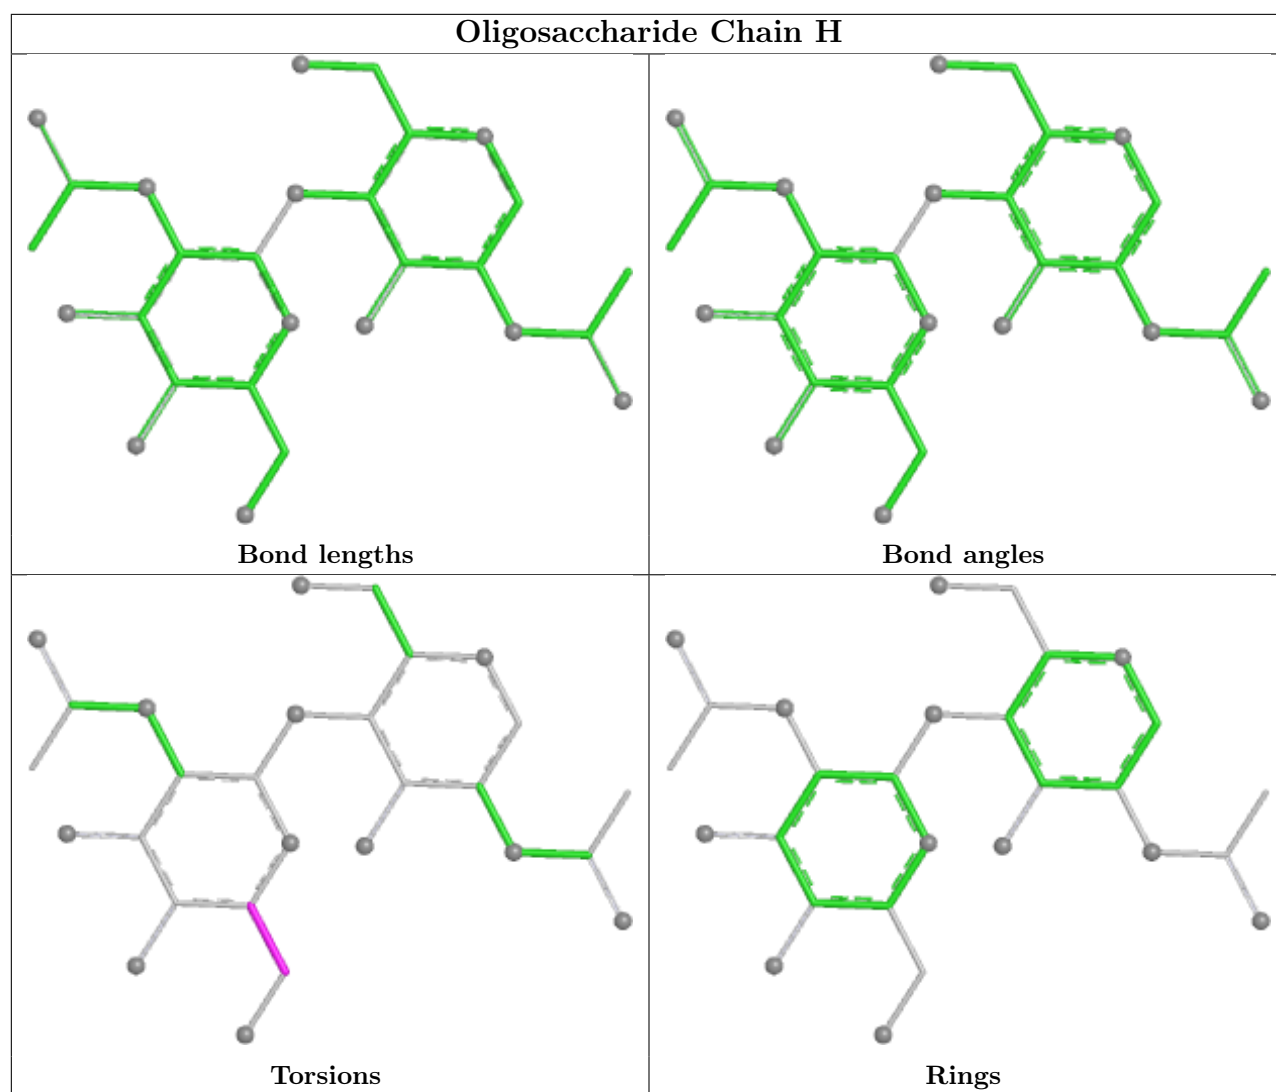 Oligosaccharide Chain H
Bond lengths
Bond angles
Torsions
Rings